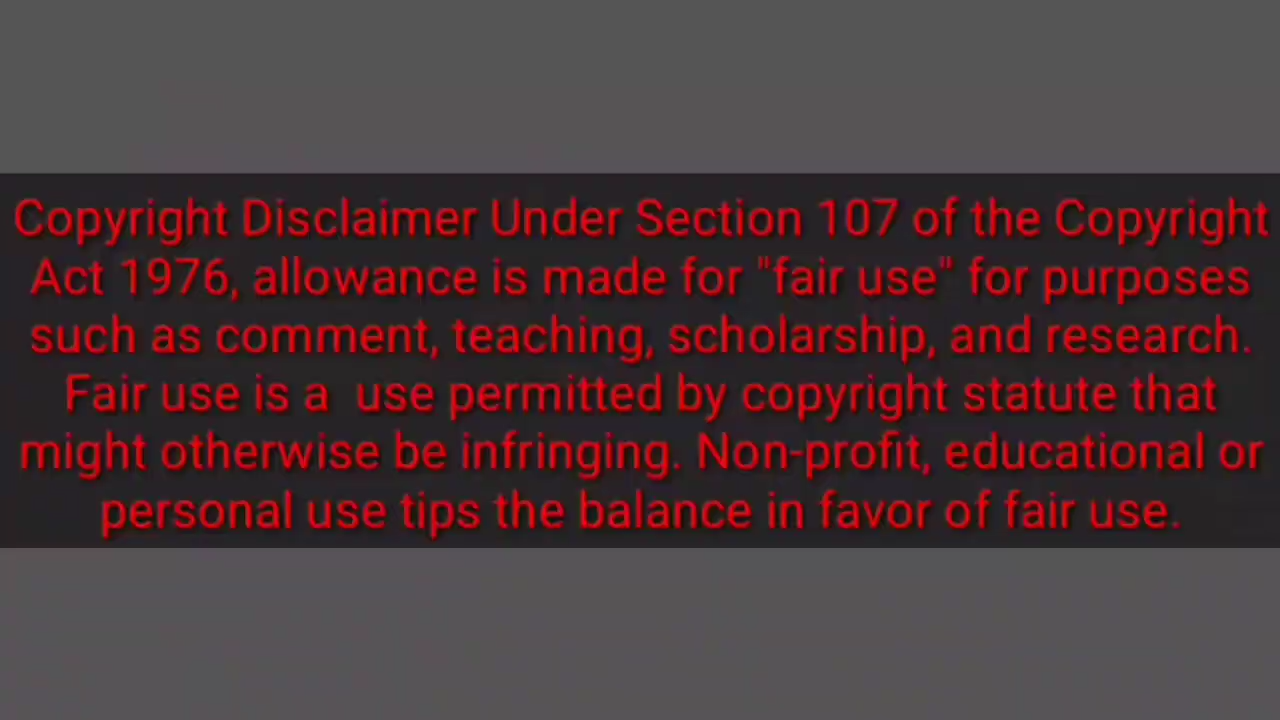 Copyright Disclaimer Under Section 107 of the Copyright
Act 1976, allowance is made for "fair use" for purposes
such as comment, teaching, scholarship, and research.
Fair use is a  use permitted by copyright statute that
might otherwise be infringing. Non-profit, educational or
personal use tips the balance in favor of fair use.